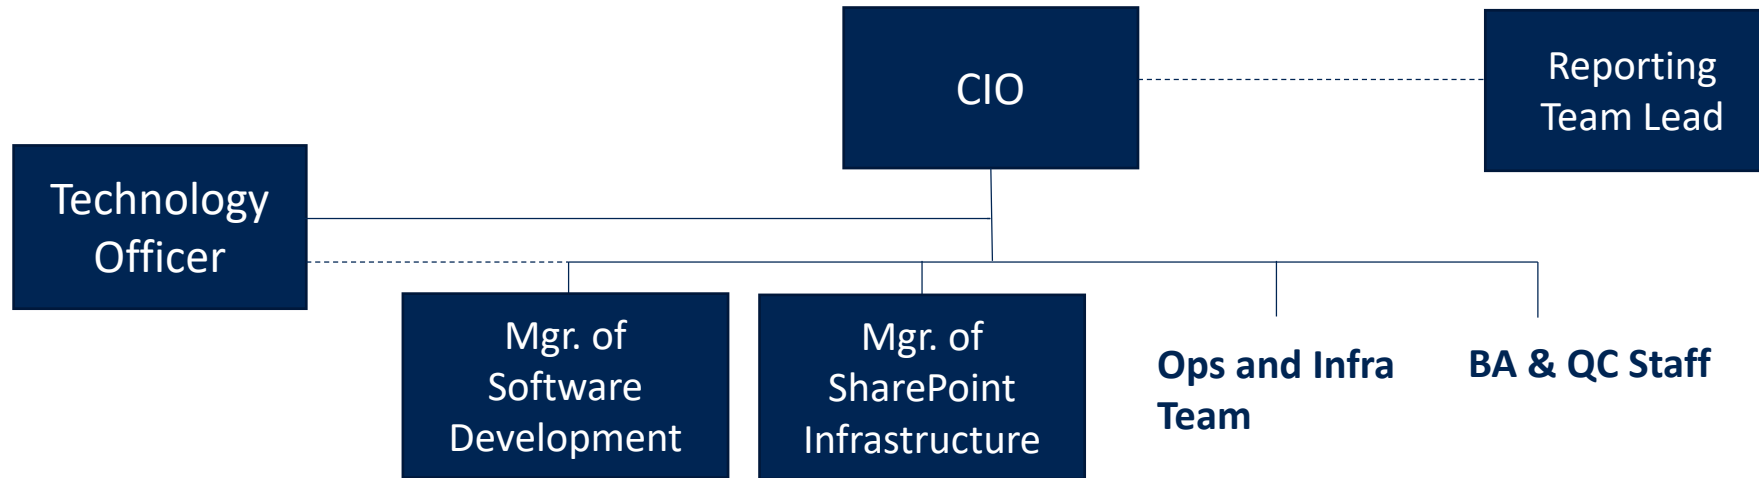 CIO
Reporting
Team Lead
Technology
Officer
Mgr. of
Software
Development
Mgr. of
SharePoint
Infrastructure
Ops and Infra
Team
BA & QC Staff